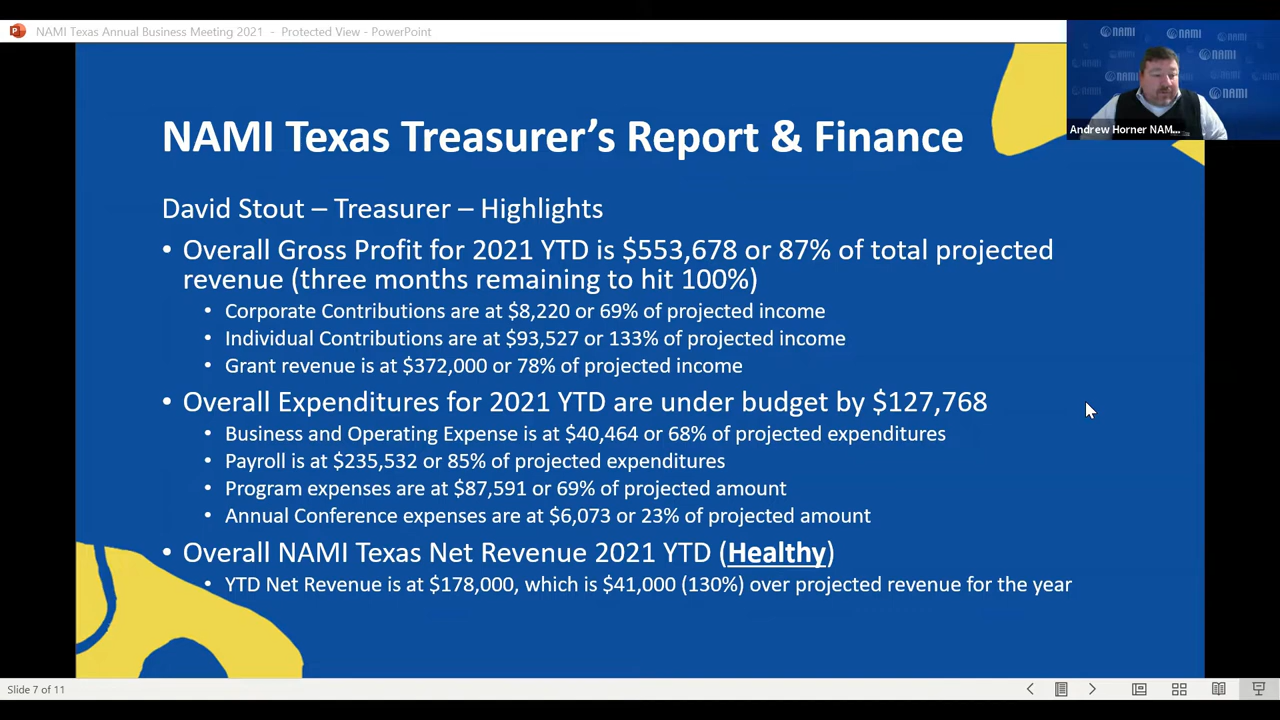 NAMI Texas Annual Business Meeting 2021 - Protected View - PowerPoint
NAMI
NAMI
NAMI
NAMI
NAMI
NAMI
Andrew Horner NAM...
NAMI Texas Treasurer's Report & Finance
David Stout – Treasurer – Highlights
• Overall Gross Profit for 2021 YTD is $553,678 or 87% of total projected
revenue (three months remaining to hit 100%)
• Corporate Contributions are at $8,220 or 69% of projected income
• Individual Contributions are at $93,527 or 133% of projected income
• Grant revenue is at $372,000 or 78% of projected income
• Overall Expenditures for 2021 YTD are under budget by $127,768
• Business and Operating Expense is at $40,464 or 68% of projected expenditures
• Payroll is at $235,532 or 85% of projected expenditures
• Program expenses are at $87,591 or 69% of projected amount
• Annual Conference expenses are at $6,073 or 23% of projected amount
• Overall NAMI Texas Net Revenue 2021 YTD (Healthy)
• YTD Net Revenue is at $178,000, which is $41,000 (130%) over projected revenue for the year
Slide 7 of 11